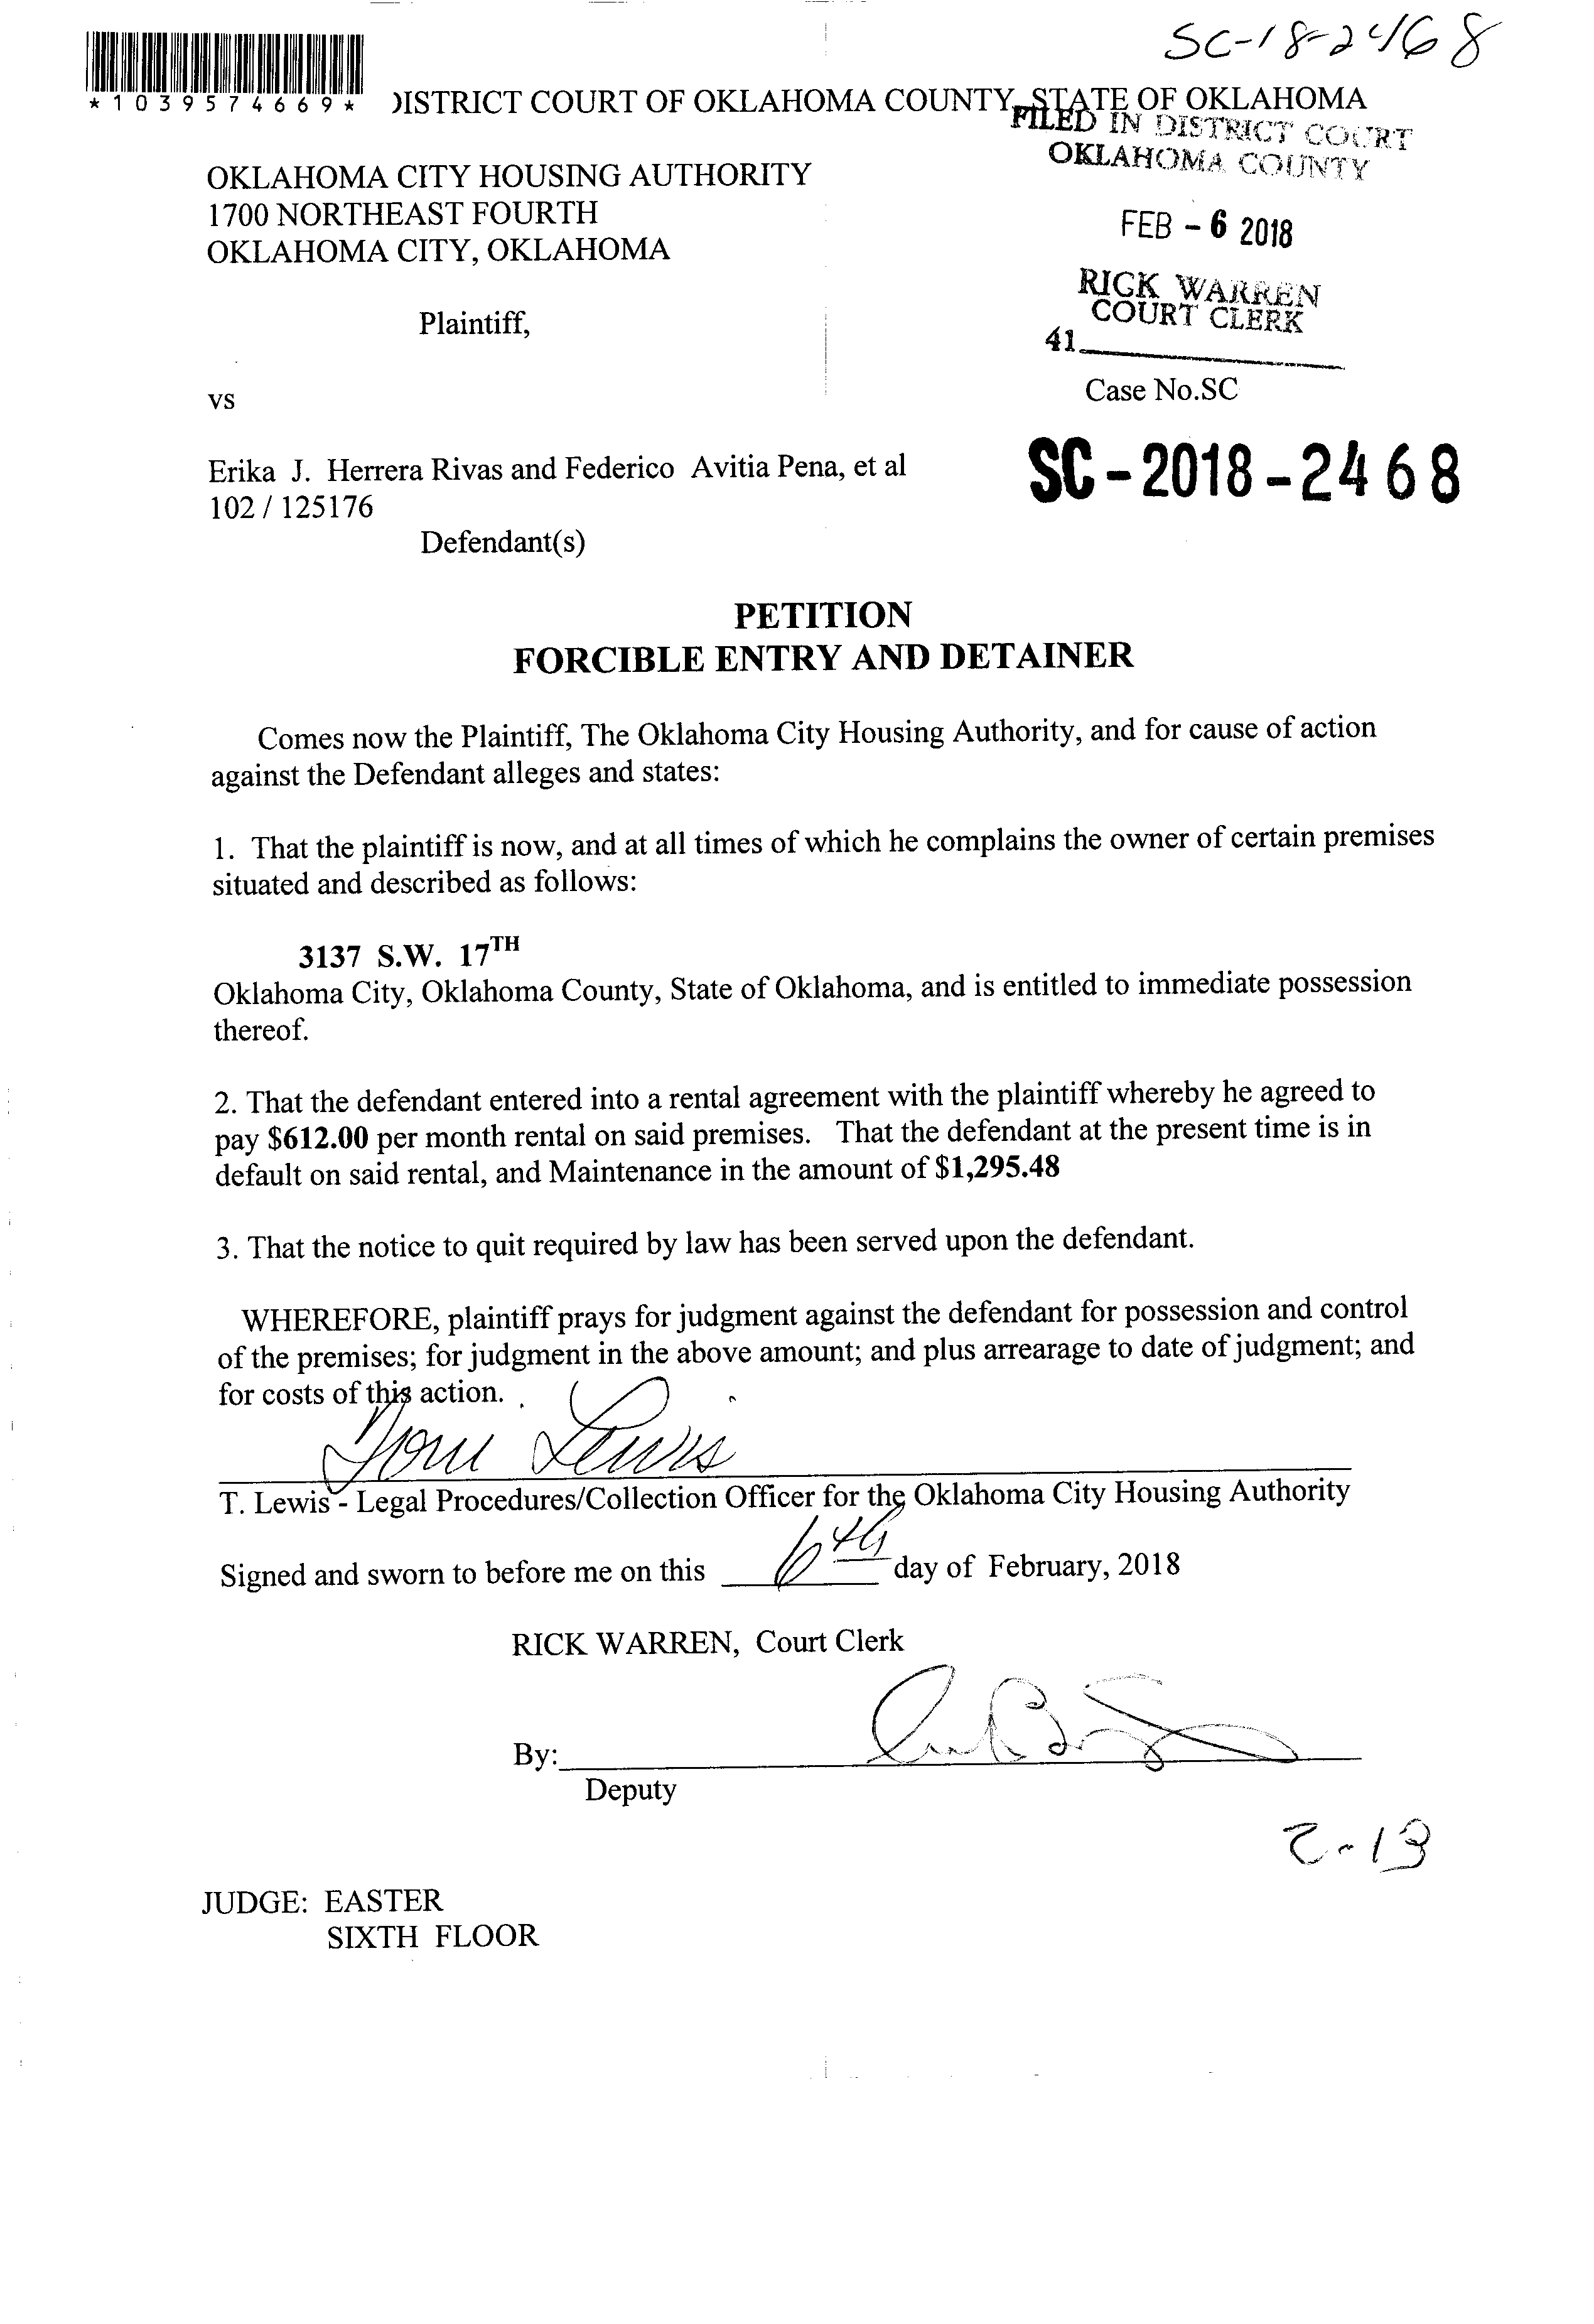 SC-18-2468
*1039574669*
DISTRICT COURT OF OKLAHOMA COUNTY, STATE OF OKLAHOMA
FILED IN DISTRICT COURT
OKLAHOMA COUNTY
OKLAHOMA CITY HOUSING AUTHORITY
1700 NORTHEAST FOURTH
OKLAHOMA CITY, OKLAHOMA
FEB - 6 2018
RICK WARREN
COURT CLERK
41
Plaintiff,
Case No.SC
vs
SC-2018-2468
Erika J. Herrera Rivas and Federico Avitia Pena, et al
102 / 125176
Defendant(s)
PETITION
FORCIBLE ENTRY AND DETAINER
Comes now the Plaintiff, The Oklahoma City Housing Authority, and for cause of action
against the Defendant alleges and states:
1. That the plaintiff is now, and at all times of which he complains the owner of certain premises
situated and described as follows:
3137 S.W. 17TH
Oklahoma City, Oklahoma County, State of Oklahoma, and is entitled to immediate possession
thereof.
2. That the defendant entered into a rental agreement with the plaintiff whereby he agreed to
pay $612.00 per month rental on said premises. That the defendant at the present time is in
default on said rental, and Maintenance in the amount of $1,295.48
3. That the notice to quit required by law has been served upon the defendant.
WHEREFORE, plaintiff prays for judgment against the defendant for possession and control
of the premises; for judgment in the above amount; and plus arrearage to date of judgment; and
for costs of this action.
Lewis
T. Lewis - Legal Procedures/Collection Officer for the Oklahoma City Housing Authority
Signed and sworn to before me on this 6th day of February, 2018
RICK WARREN, Court Clerk
By:
Deputy
2-13
JUDGE: EASTER
SIXTH FLOOR